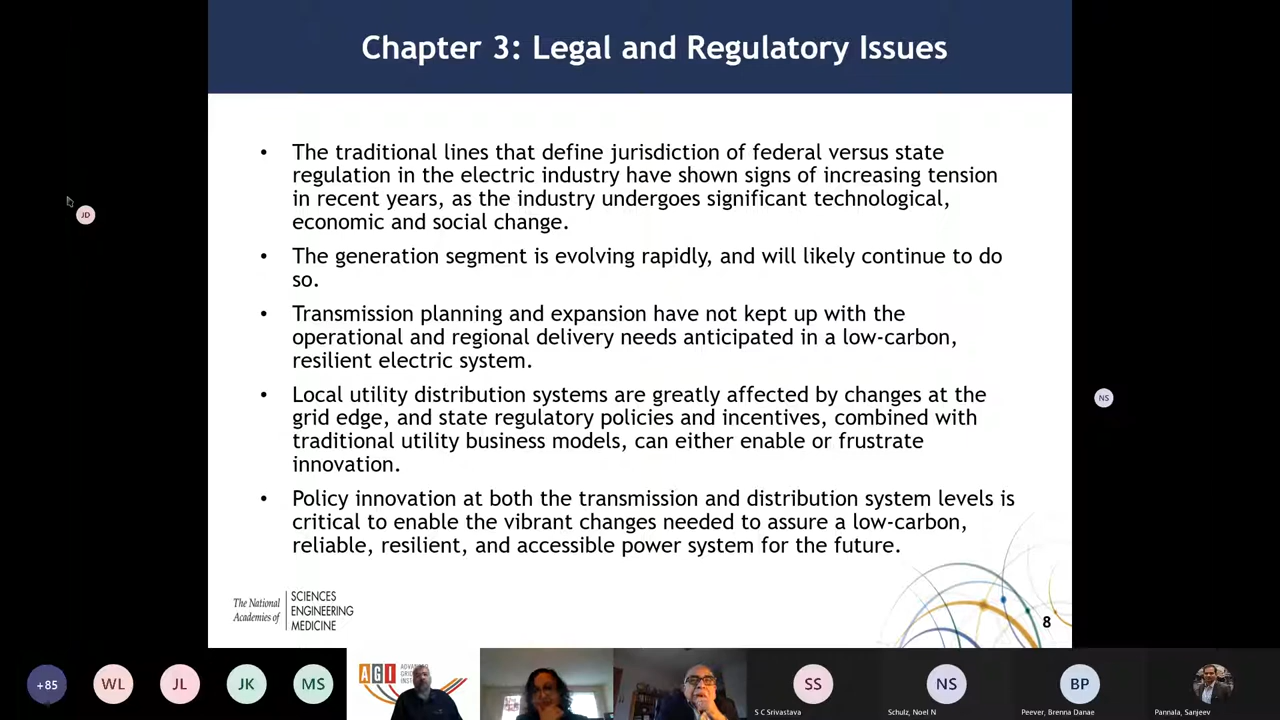 Chapter 3: Legal and Regulatory Issues
• The traditional lines that define jurisdiction of federal versus state
regulation in the electric industry have shown signs of increasing tension
in recent years, as the industry undergoes significant technological,
economic and social change.
• The generation segment is evolving rapidly, and will likely continue to do
so.
• Transmission planning and expansion have not kept up with the
operational and regional delivery needs anticipated in a low-carbon,
resilient electric system.
• Local utility distribution systems are greatly affected by changes at the
grid edge, and state regulatory policies and incentives, combined with
traditional utility business models, can either enable or frustrate
innovation.
• Policy innovation at both the transmission and distribution system levels is
critical to enable the vibrant changes needed to assure a low-carbon,
reliable, resilient, and accessible power system for the future.
JD
NS
The National
Academies of
SCIENCES
ENGINEERING
MEDICINE
8
+85
WL
JL
JK
MS
AGI
SS
S C Srivastava
NS
Schulz, Noel N
BP
Peever, Brenna Danae
Pannala, Sanjeev